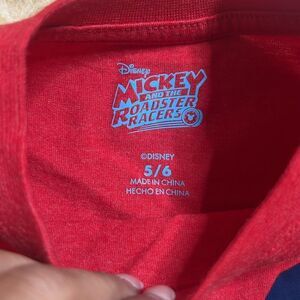 Disney
MICKEY
AND THE
ROADSTER
RACERS
©DISNEY
5/6
MADE IN CHINA
HECHO EN CHINA